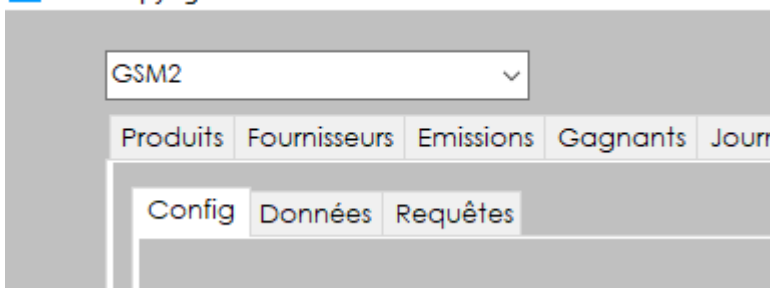 GSM2
Produits Fournisseurs Emissions Gagnants
Config Données Requêtes